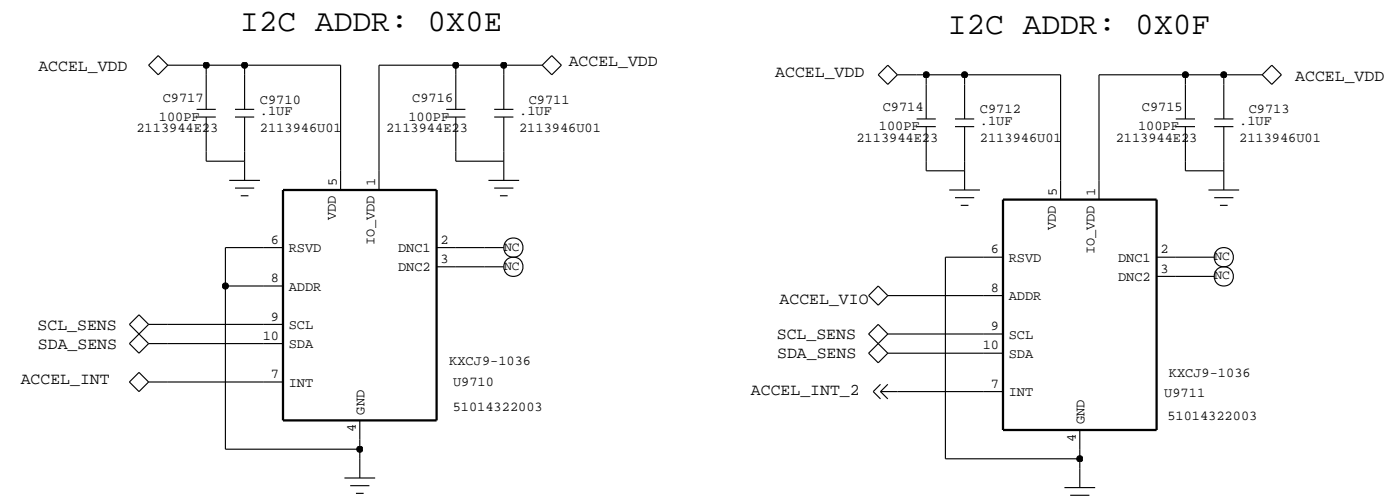 I2C ADDR: 0X0E
ACCEL_VDD
ACCEL_VDD
C9717
100PF
2113944E23
C9710
.1UF
2113946U01
C9716
100PF
2113944E23
C9711
.1UF
2113946U01
VDD 5
IO_VDD 1
6 RSVD
8 ADDR
9 SCL
10 SDA
7 INT
DNC1 2 NC
DNC2 3 NC
GND 4
SCL_SENS
SDA_SENS
ACCEL_INT
KXCJ9-1036
U9710
51014322003
I2C ADDR: 0X0F
ACCEL_VDD
ACCEL_VDD
C9714
100PF
2113944E23
C9712
.1UF
2113946U01
C9715
100PF
2113944E23
C9713
.1UF
2113946U01
VDD 5
IO_VDD 1
6 RSVD
8 ADDR
9 SCL
10 SDA
7 INT
DNC1 2 NC
DNC2 3 NC
GND 4
ACCEL_VIO
SCL_SENS
SDA_SENS
ACCEL_INT_2
KXCJ9-1036
U9711
51014322003